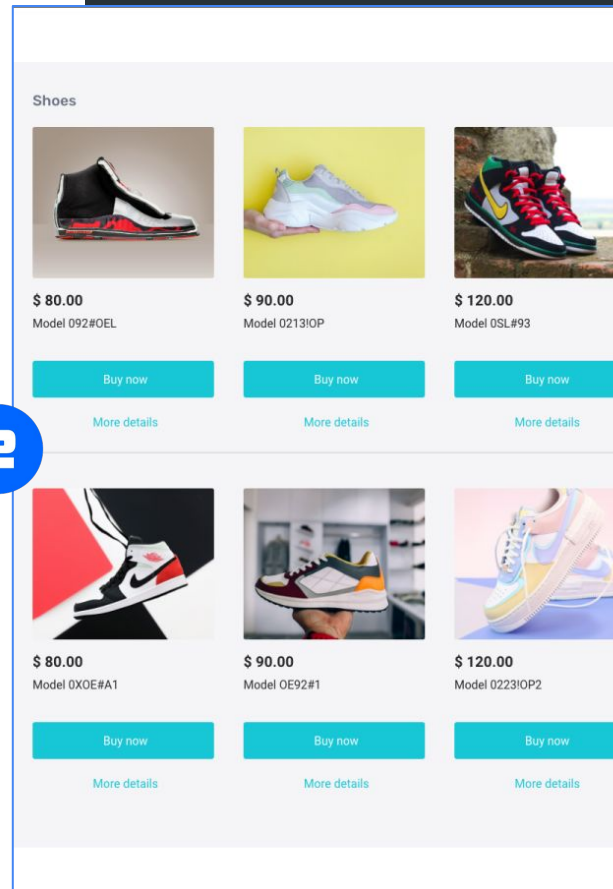 Shoes
$ 80.00
Model 092#OEL
Buy now
More details
$ 90.00
Model 0213!OP
Buy now
More details
$ 120.00
Model 0SL#93
Buy now
More details
$ 80.00
Model 0XOE#A1
Buy now
More details
$ 90.00
Model OE92#1
Buy now
More details
$ 120.00
Model 0223!OP2
Buy now
More details